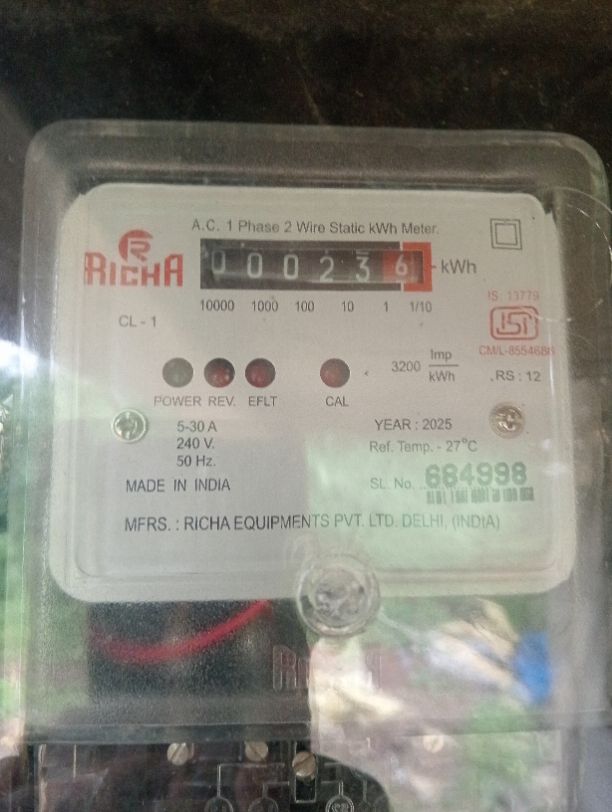 A.C. 1 Phase 2 Wire Static kWh Meter.
RICHA
0 0 0 2 3 6 kWh
10000 1000 100 10 1 1/10
CL - 1
IS: 13779
ISI
3200 Imp/kWh
RS : 12
POWER REV. EFLT CAL
5-30 A
240 V.
50 Hz.
YEAR : 2025
Ref. Temp. - 27°C
MADE IN INDIA
SL. No. 684998
MFRS. : RICHA EQUIPMENTS PVT. LTD. DELHI, (INDIA)
RICHA